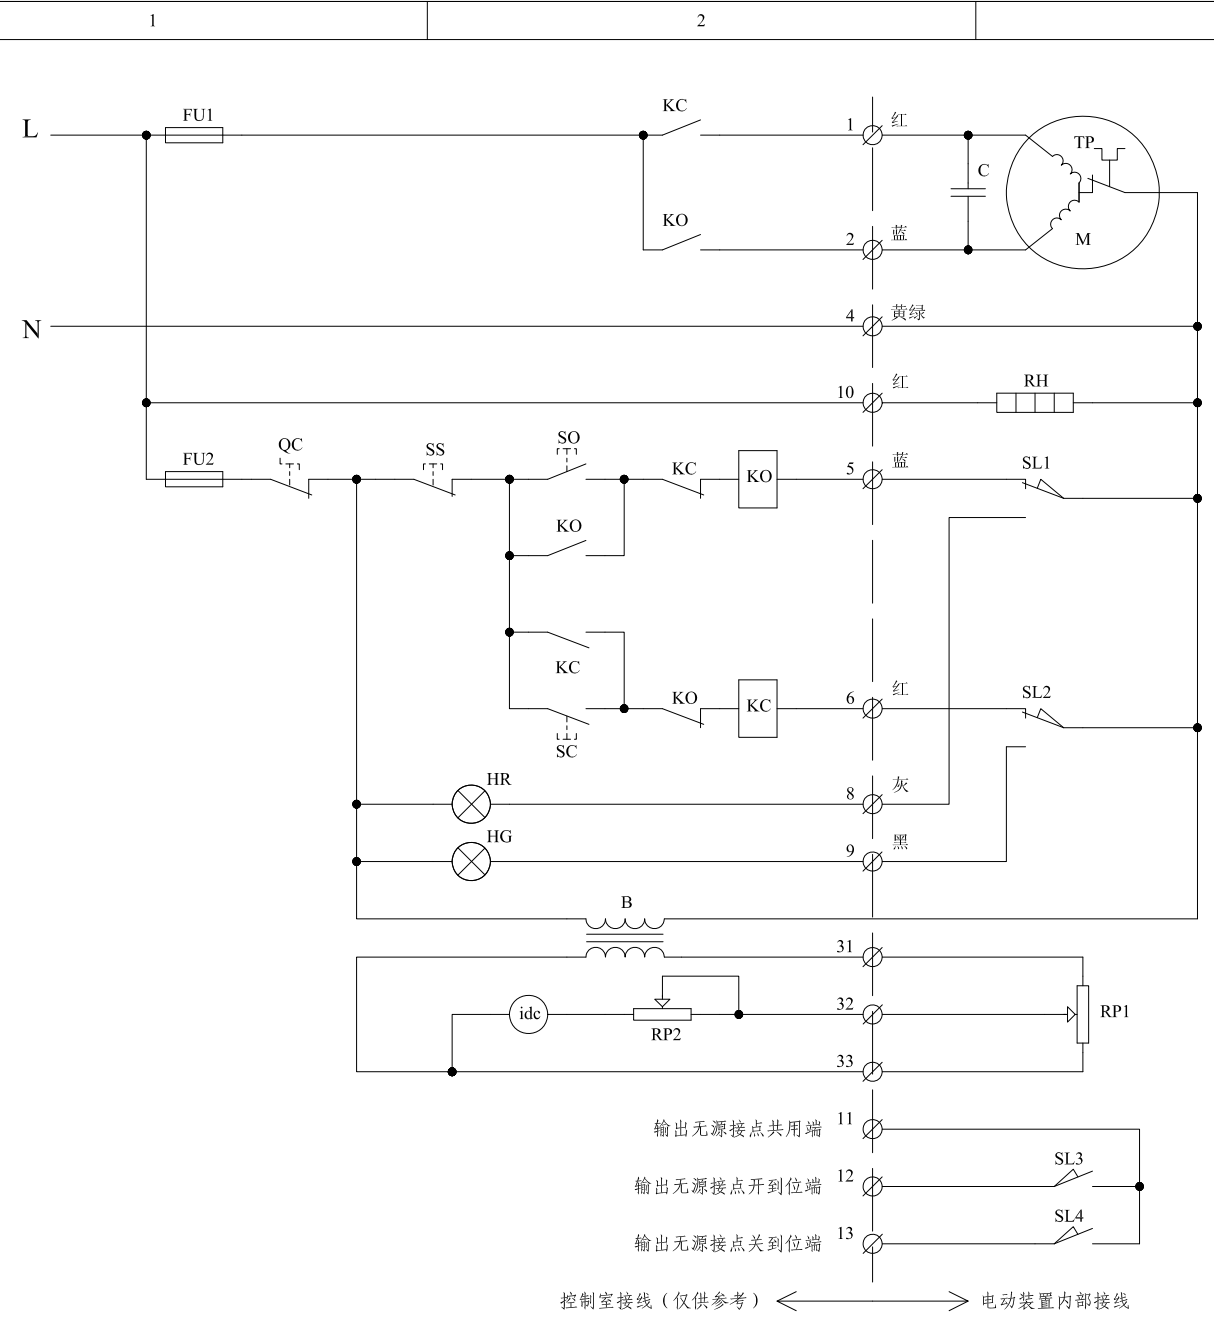 1 2
KC
FU1
L 1 红
TP
C
KO
2 蓝
M
N 4 黄绿
RH
10 红
SO
QC SS
FU2 KC KO 5 蓝 SL1
KO
KC
KO KC 6 红 SL2
SC
HR 8 灰
HG 9 黑
B
31
idc 32
RP2 RP1
33
输出无源接点共用端 11
SL3
输出无源接点开到位端 12
SL4
输出无源接点关到位端 13
控制室接线(仅供参考) 电动装置内部接线